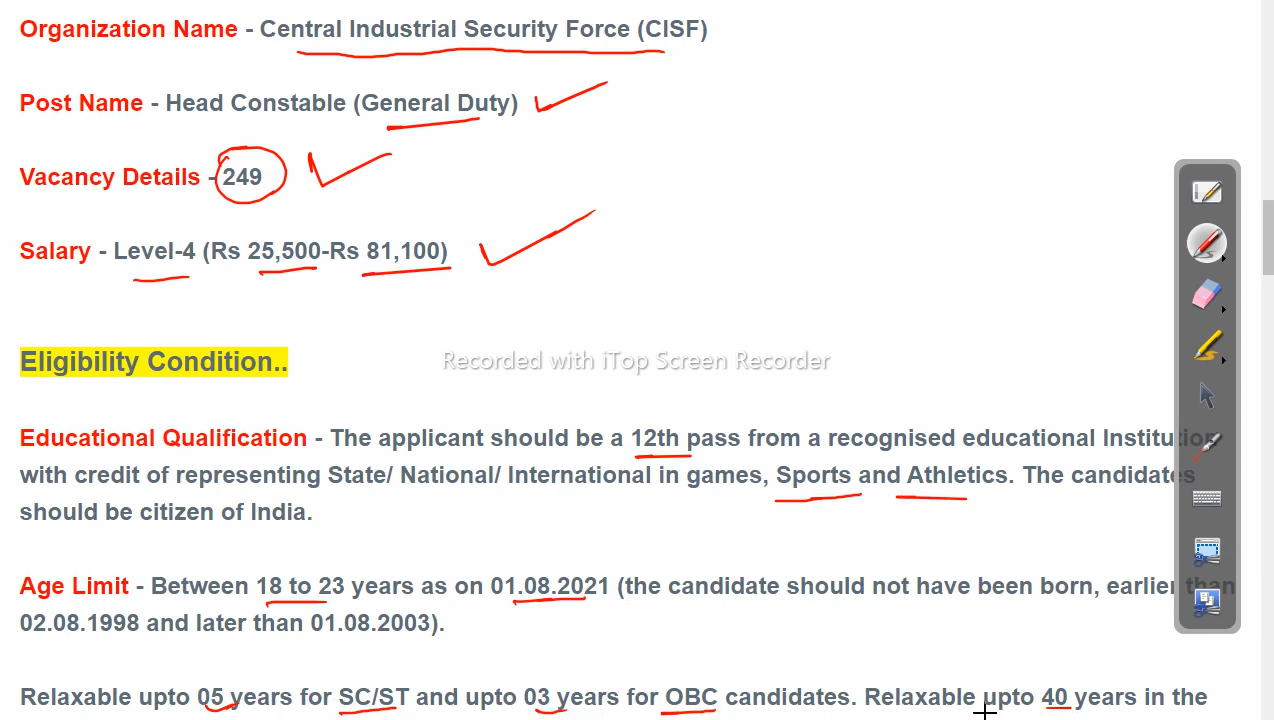 Organization Name - Central Industrial Security Force (CISF)
Post Name - Head Constable (General Duty)
Vacancy Details - 249
Salary - Level-4 (Rs 25,500-Rs 81,100)
Eligibility Condition..
Recorded with iTop Screen Recorder
Educational Qualification - The applicant should be a 12th pass from a recognised educational Institution
with credit of representing State/ National/ International in games, Sports and Athletics. The candidates
should be citizen of India.
Age Limit - Between 18 to 23 years as on 01.08.2021 (the candidate should not have been born, earlier than
02.08.1998 and later than 01.08.2003).
Relaxable upto 05 years for SC/ST and upto 03 years for OBC candidates. Relaxable upto 40 years in the